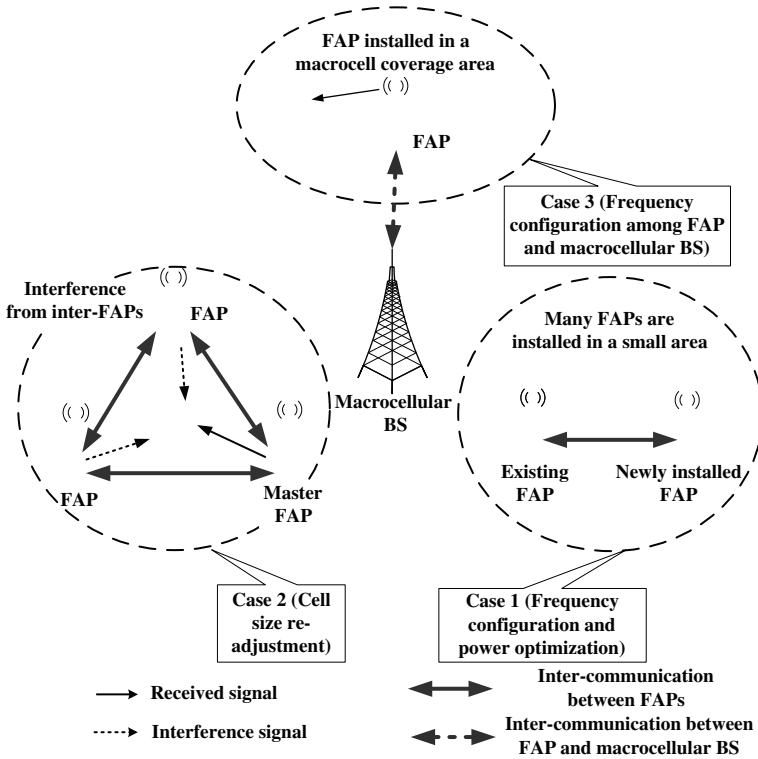 FAP installed in a
macrocell coverage area
FAP
Case 3 (Frequency
configuration among FAP
and macrocellular BS)
Interference
from inter-FAPs
FAP
FAP
Master
FAP
Macrocellular
BS
Many FAPs are
installed in a small area
Existing
FAP
Newly installed
FAP
Case 2 (Cell
size re-
adjustment)
Case 1 (Frequency
configuration and
power optimization)
Received signal
Interference signal
Inter-communication
between FAPs
Inter-communication between
FAP and macrocellular BS